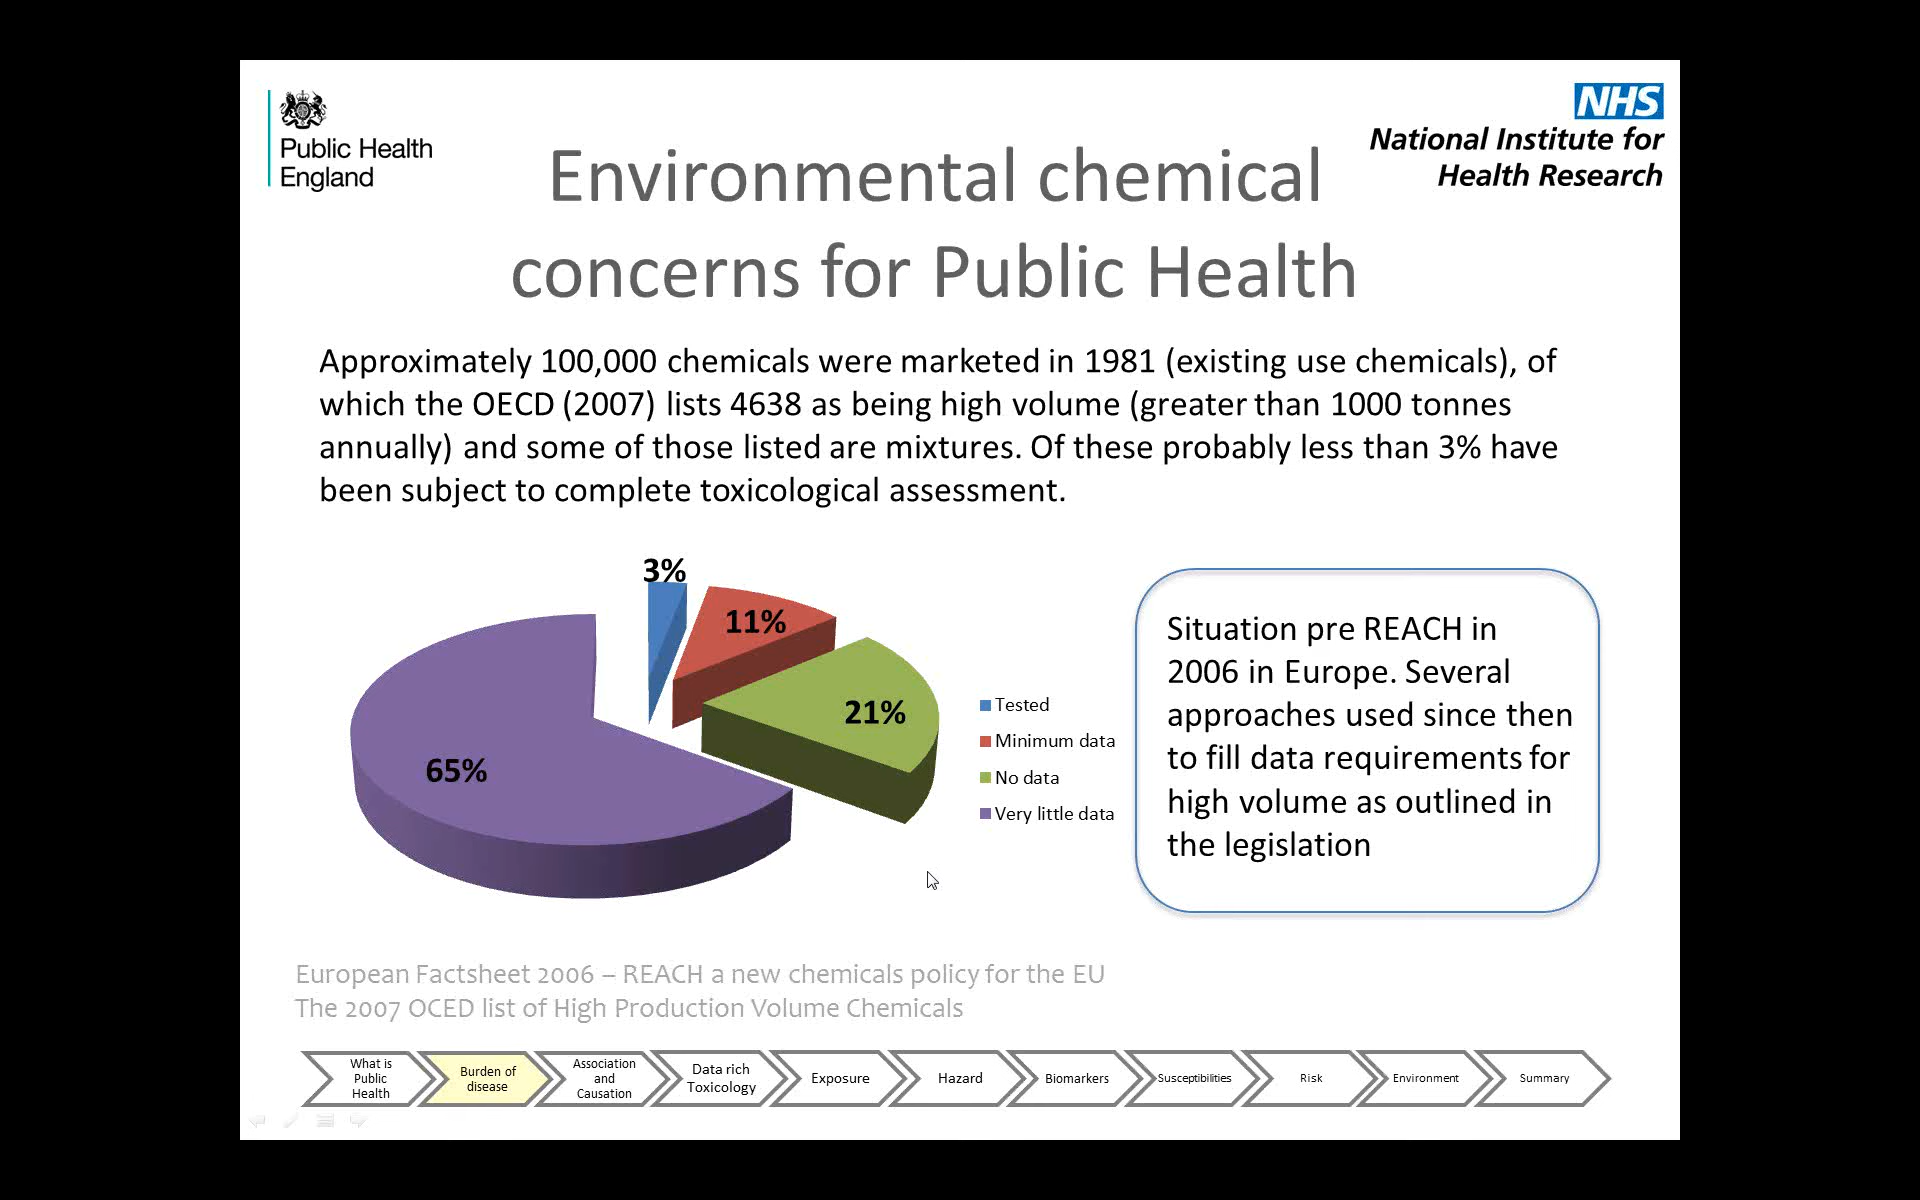 Public Health
England
NHS
National Institute for
Health Research
Environmental chemical
concerns for Public Health
Approximately 100,000 chemicals were marketed in 1981 (existing use chemicals), of
which the OECD (2007) lists 4638 as being high volume (greater than 1000 tonnes
annually) and some of those listed are mixtures. Of these probably less than 3% have
been subject to complete toxicological assessment.
3%
11%
21%
65%
Tested
Minimum data
No data
Very little data
Situation pre REACH in
2006 in Europe. Several
approaches used since then
to fill data requirements for
high volume as outlined in
the legislation
European Factsheet 2006 – REACH a new chemicals policy for the EU
The 2007 OCED list of High Production Volume Chemicals
What is
Public
Health
Burden of
disease
Association
and
Causation
Data rich
Toxicology
Exposure
Hazard
Biomarkers
Susceptibilities
Risk
Environment
Summary